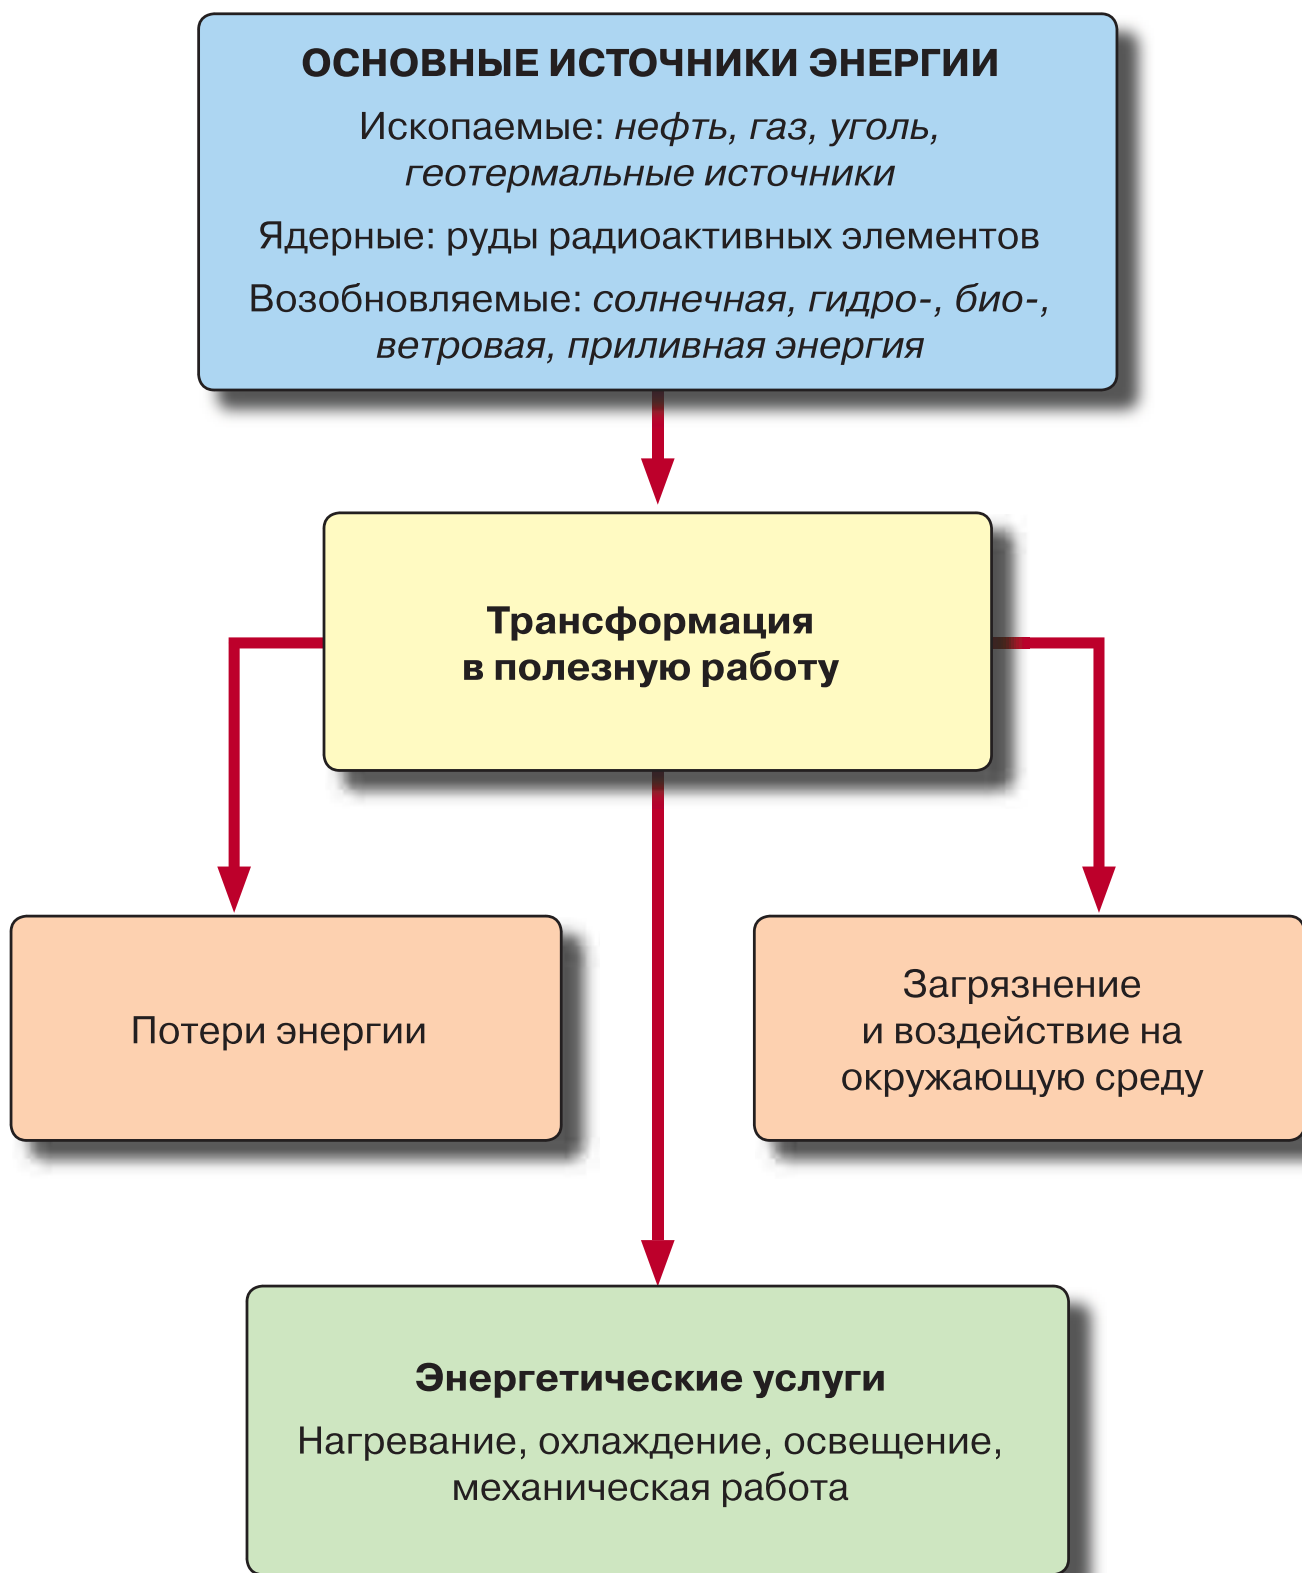 ОСНОВНЫЕ ИСТОЧНИКИ ЭНЕРГИИ
Ископаемые: нефть, газ, уголь,
геотермальные источники
Ядерные: руды радиоактивных элементов
Возобновляемые: солнечная, гидро-, био-,
ветровая, приливная энергия
Трансформация
в полезную работу
Потери энергии
Загрязнение
и воздействие на
окружающую среду
Энергетические услуги
Нагревание, охлаждение, освещение,
механическая работа